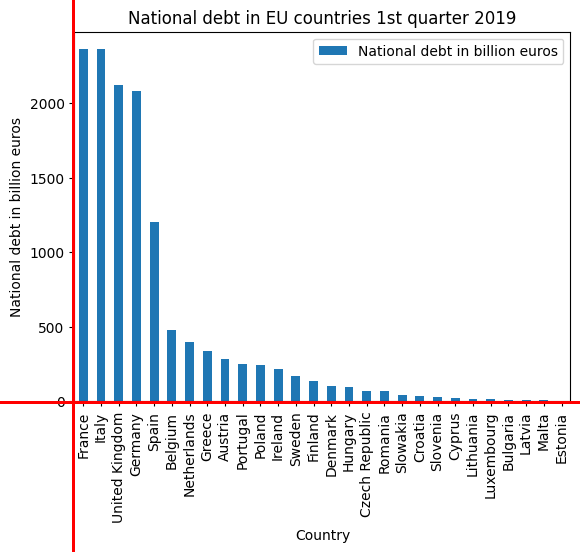 National debt in EU countries 1st quarter 2019
National debt in billion euros
National debt in billion euros
2000
1500
1000
500
0
France
Italy
United Kingdom
Germany
Spain
Belgium
Netherlands
Greece
Austria
Portugal
Poland
Ireland
Sweden
Finland
Denmark
Hungary
Czech Republic
Romania
Slowakia
Croatia
Slovenia
Cyprus
Lithuania
Luxembourg
Bulgaria
Latvia
Malta
Estonia
Country